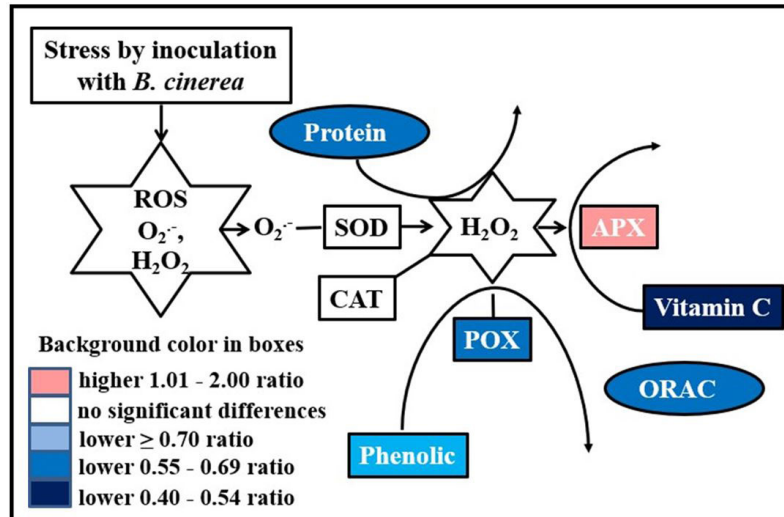 Stress by inoculation
with B. cinerea
Protein
ROS
O₂·⁻,
H₂O₂
O₂·⁻
SOD
H₂O₂
APX
CAT
Vitamin C
POX
ORAC
Phenolic
Background color in boxes
higher 1.01 - 2.00 ratio
no significant differences
lower ≥ 0.70 ratio
lower 0.55 - 0.69 ratio
lower 0.40 - 0.54 ratio